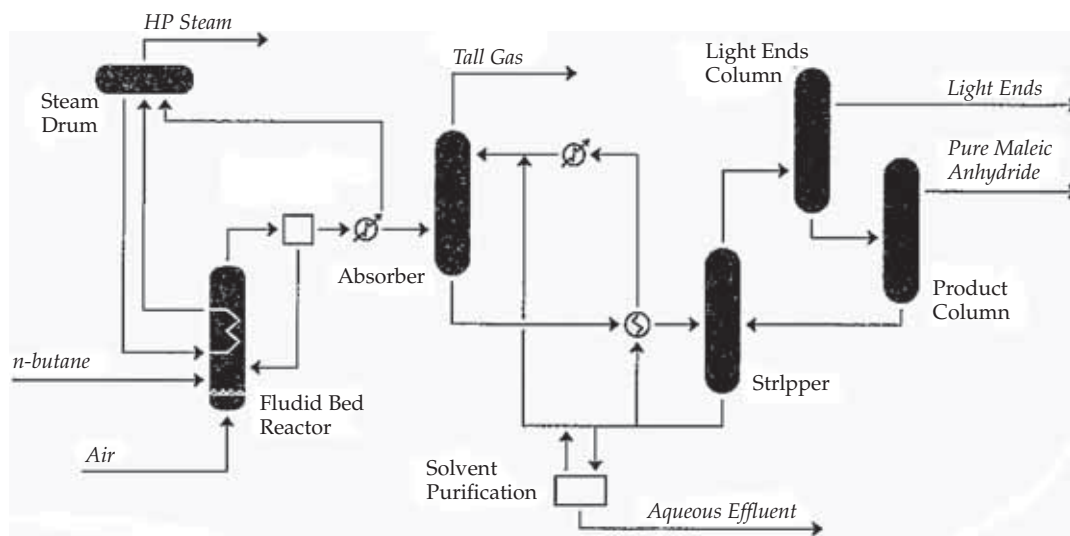 HP Steam
Steam
Drum
Tall Gas
Light Ends
Column
Light Ends
Pure Maleic
Anhydride
Absorber
Product
Column
n-butane
Fludid Bed
Reactor
Strlpper
Air
Solvent
Purification
Aqueous Effluent